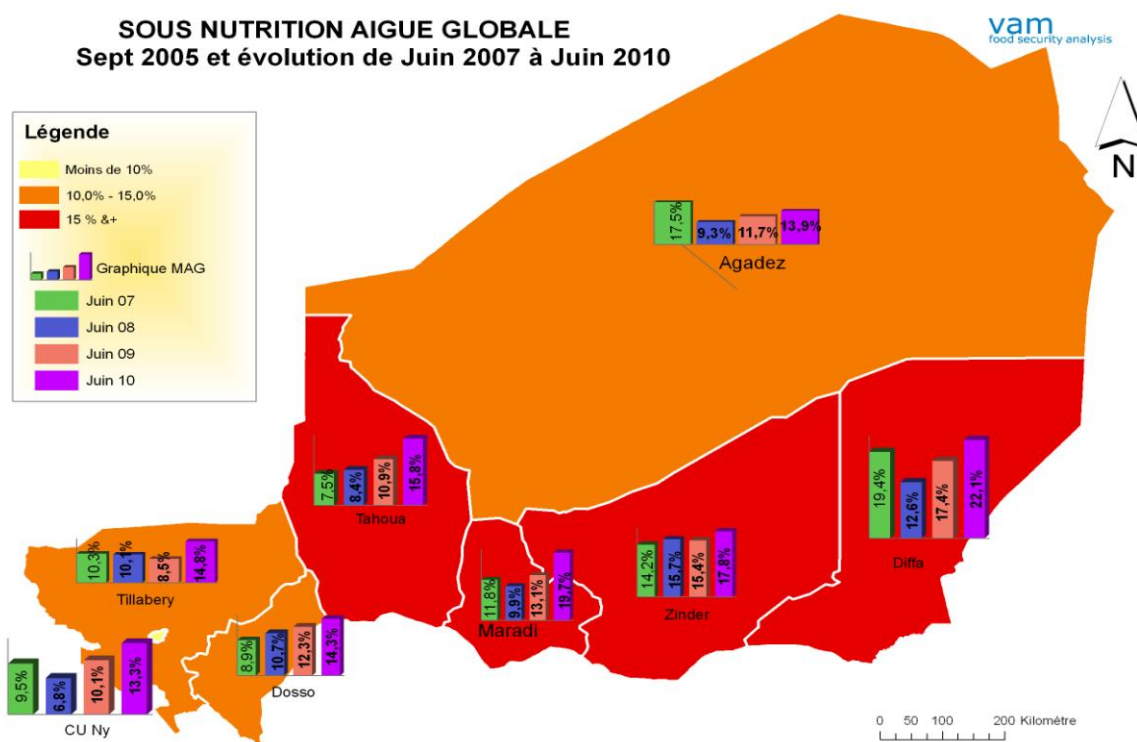 SOUS NUTRITION AIGUE GLOBALE
Sept 2005 et évolution de Juin 2007 à Juin 2010
vam
food security analysis
N
Légende
Moins de 10%
10,0% - 15,0%
15 % &+
Graphique MAG
Juin 07
Juin 08
Juin 09
Juin 10
17,5% 9,3% 11,7% 13,9%
Agadez
7,5% 8,4% 10,9% 15,8%
Tahoua
19,4% 12,6% 17,4% 22,1%
Diffa
10,3% 10,1% 8,5% 14,8%
Tillabery
11,8% 9,9% 13,1% 19,7%
Maradi
14,2% 15,7% 15,4% 17,8%
Zinder
8,9% 10,7% 12,3% 14,3%
Dosso
9,5% 6,8% 10,1% 13,3%
CU Ny
0 50 100 200 Kilométre